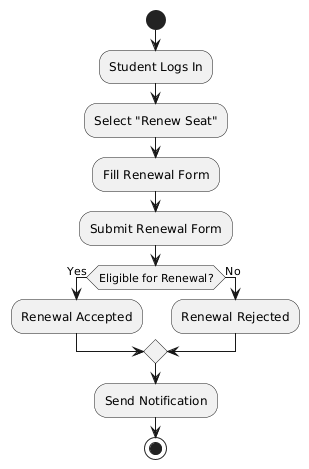 Student Logs In
Select "Renew Seat"
Fill Renewal Form
Submit Renewal Form
Yes
Eligible for Renewal?
No
Renewal Accepted
Renewal Rejected
Send Notification